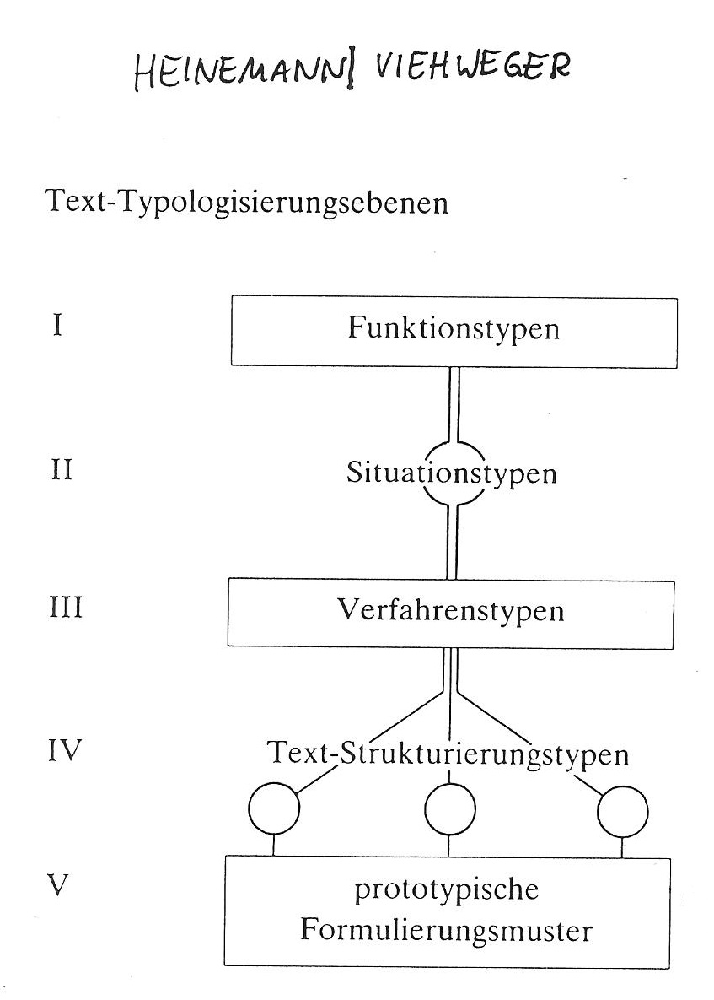 HEINEMANN/ VIEHWEGER
Text-Typologisierungsebenen
I Funktionstypen
II Situationstypen
III Verfahrenstypen
IV Text-Strukturierungstypen
V prototypische
Formulierungsmuster